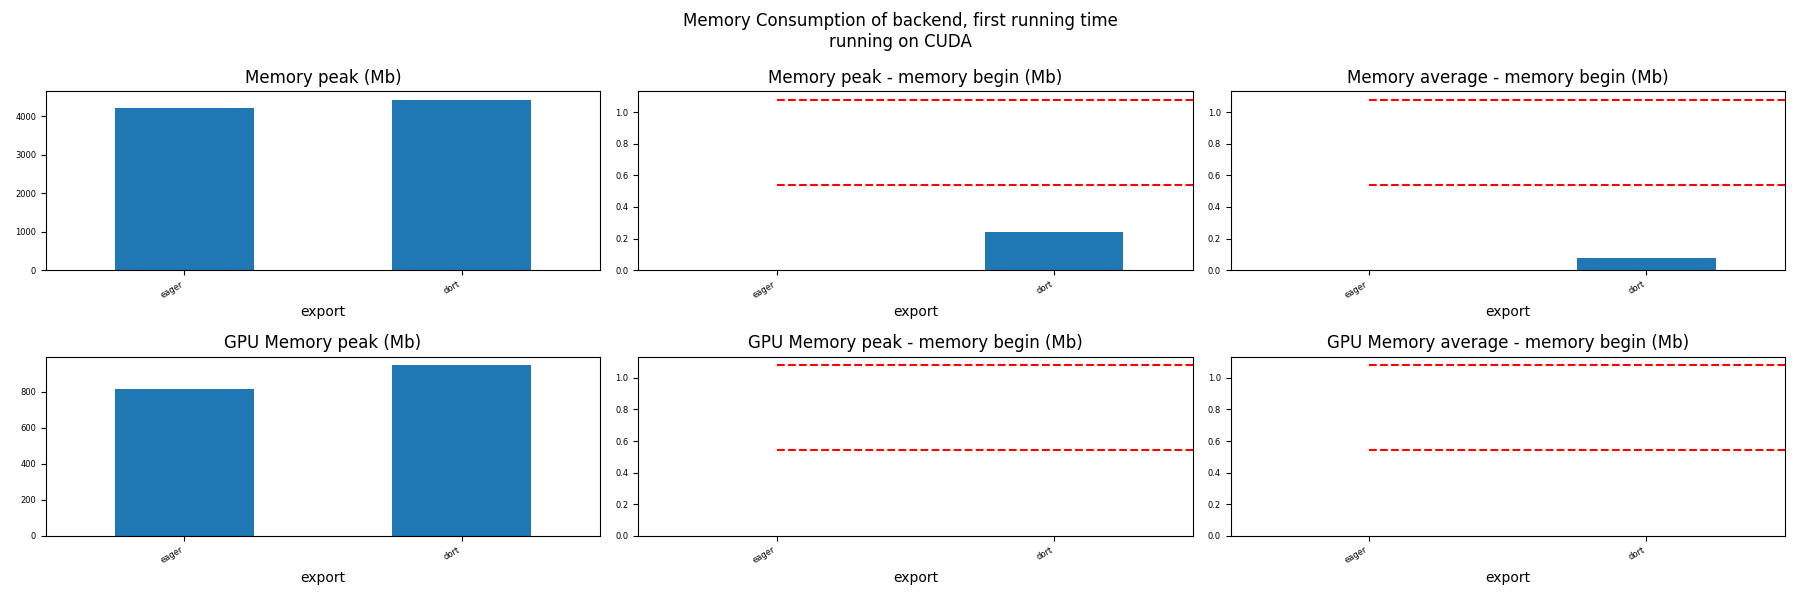 Memory Consumption of backend, first running time
running on CUDA
Memory peak (Mb)
4000
3000
2000
1000
0
eager
dort
export
Memory peak - memory begin (Mb)
1.0
0.8
0.6
0.4
0.2
0.0
eager
dort
export
Memory average - memory begin (Mb)
1.0
0.8
0.6
0.4
0.2
0.0
eager
dort
export
GPU Memory peak (Mb)
800
600
400
200
0
eager
dort
export
GPU Memory peak - memory begin (Mb)
1.0
0.8
0.6
0.4
0.2
0.0
eager
dort
export
GPU Memory average - memory begin (Mb)
1.0
0.8
0.6
0.4
0.2
0.0
eager
dort
export